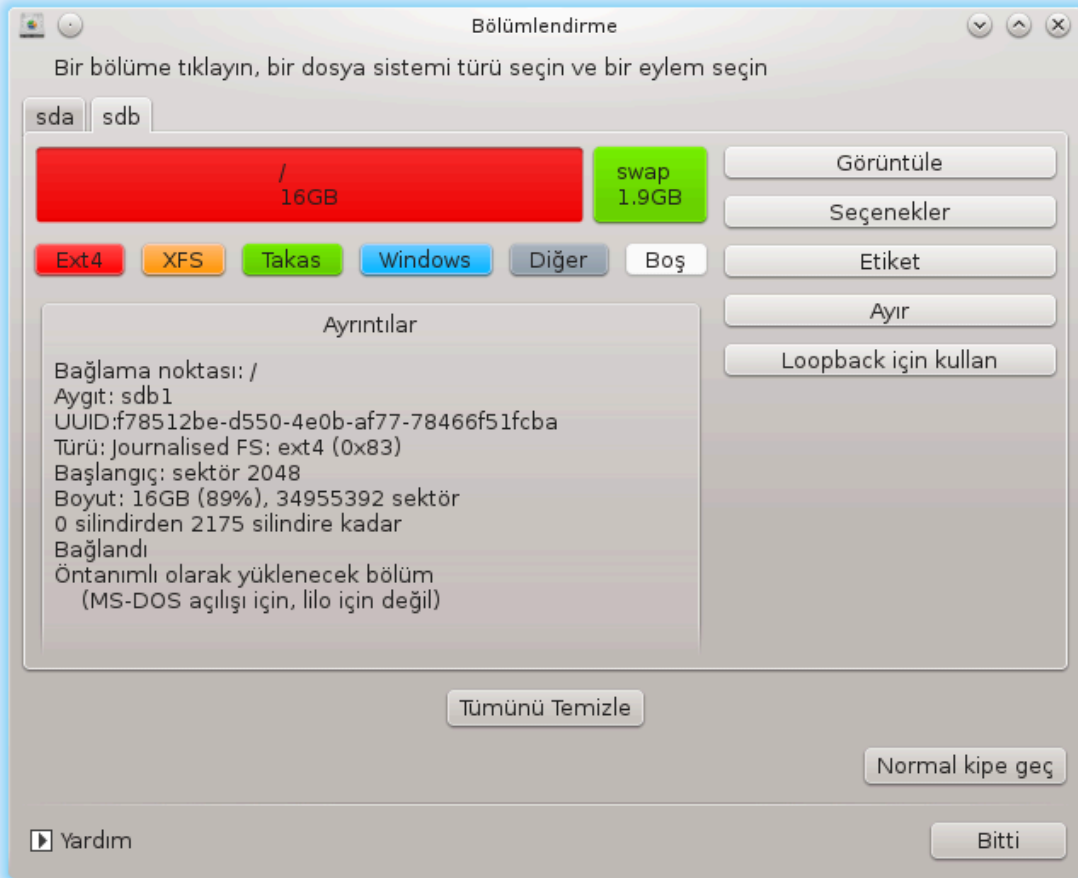 Bölümlendirme
Bir bölüme tıklayın, bir dosya sistemi türü seçin ve bir eylem seçin
sda
sdb
/
16GB
swap
1.9GB
Ext4
XFS
Takas
Windows
Diğer
Boş
Ayrıntılar
Bağlama noktası: /
Aygıt: sdb1
UUID:f78512be-d550-4e0b-af77-78466f51fcba
Türü: Journalised FS: ext4 (0x83)
Başlangıç: sektör 2048
Boyut: 16GB (89%), 34955392 sektör
0 silindirden 2175 silindire kadar
Bağlandı
Öntanımlı olarak yüklenecek bölüm
(MS-DOS açılışı için, lilo için değil)
Görüntüle
Seçenekler
Etiket
Ayır
Loopback için kullan
Tümünü Temizle
Normal kipe geç
Yardım
Bitti